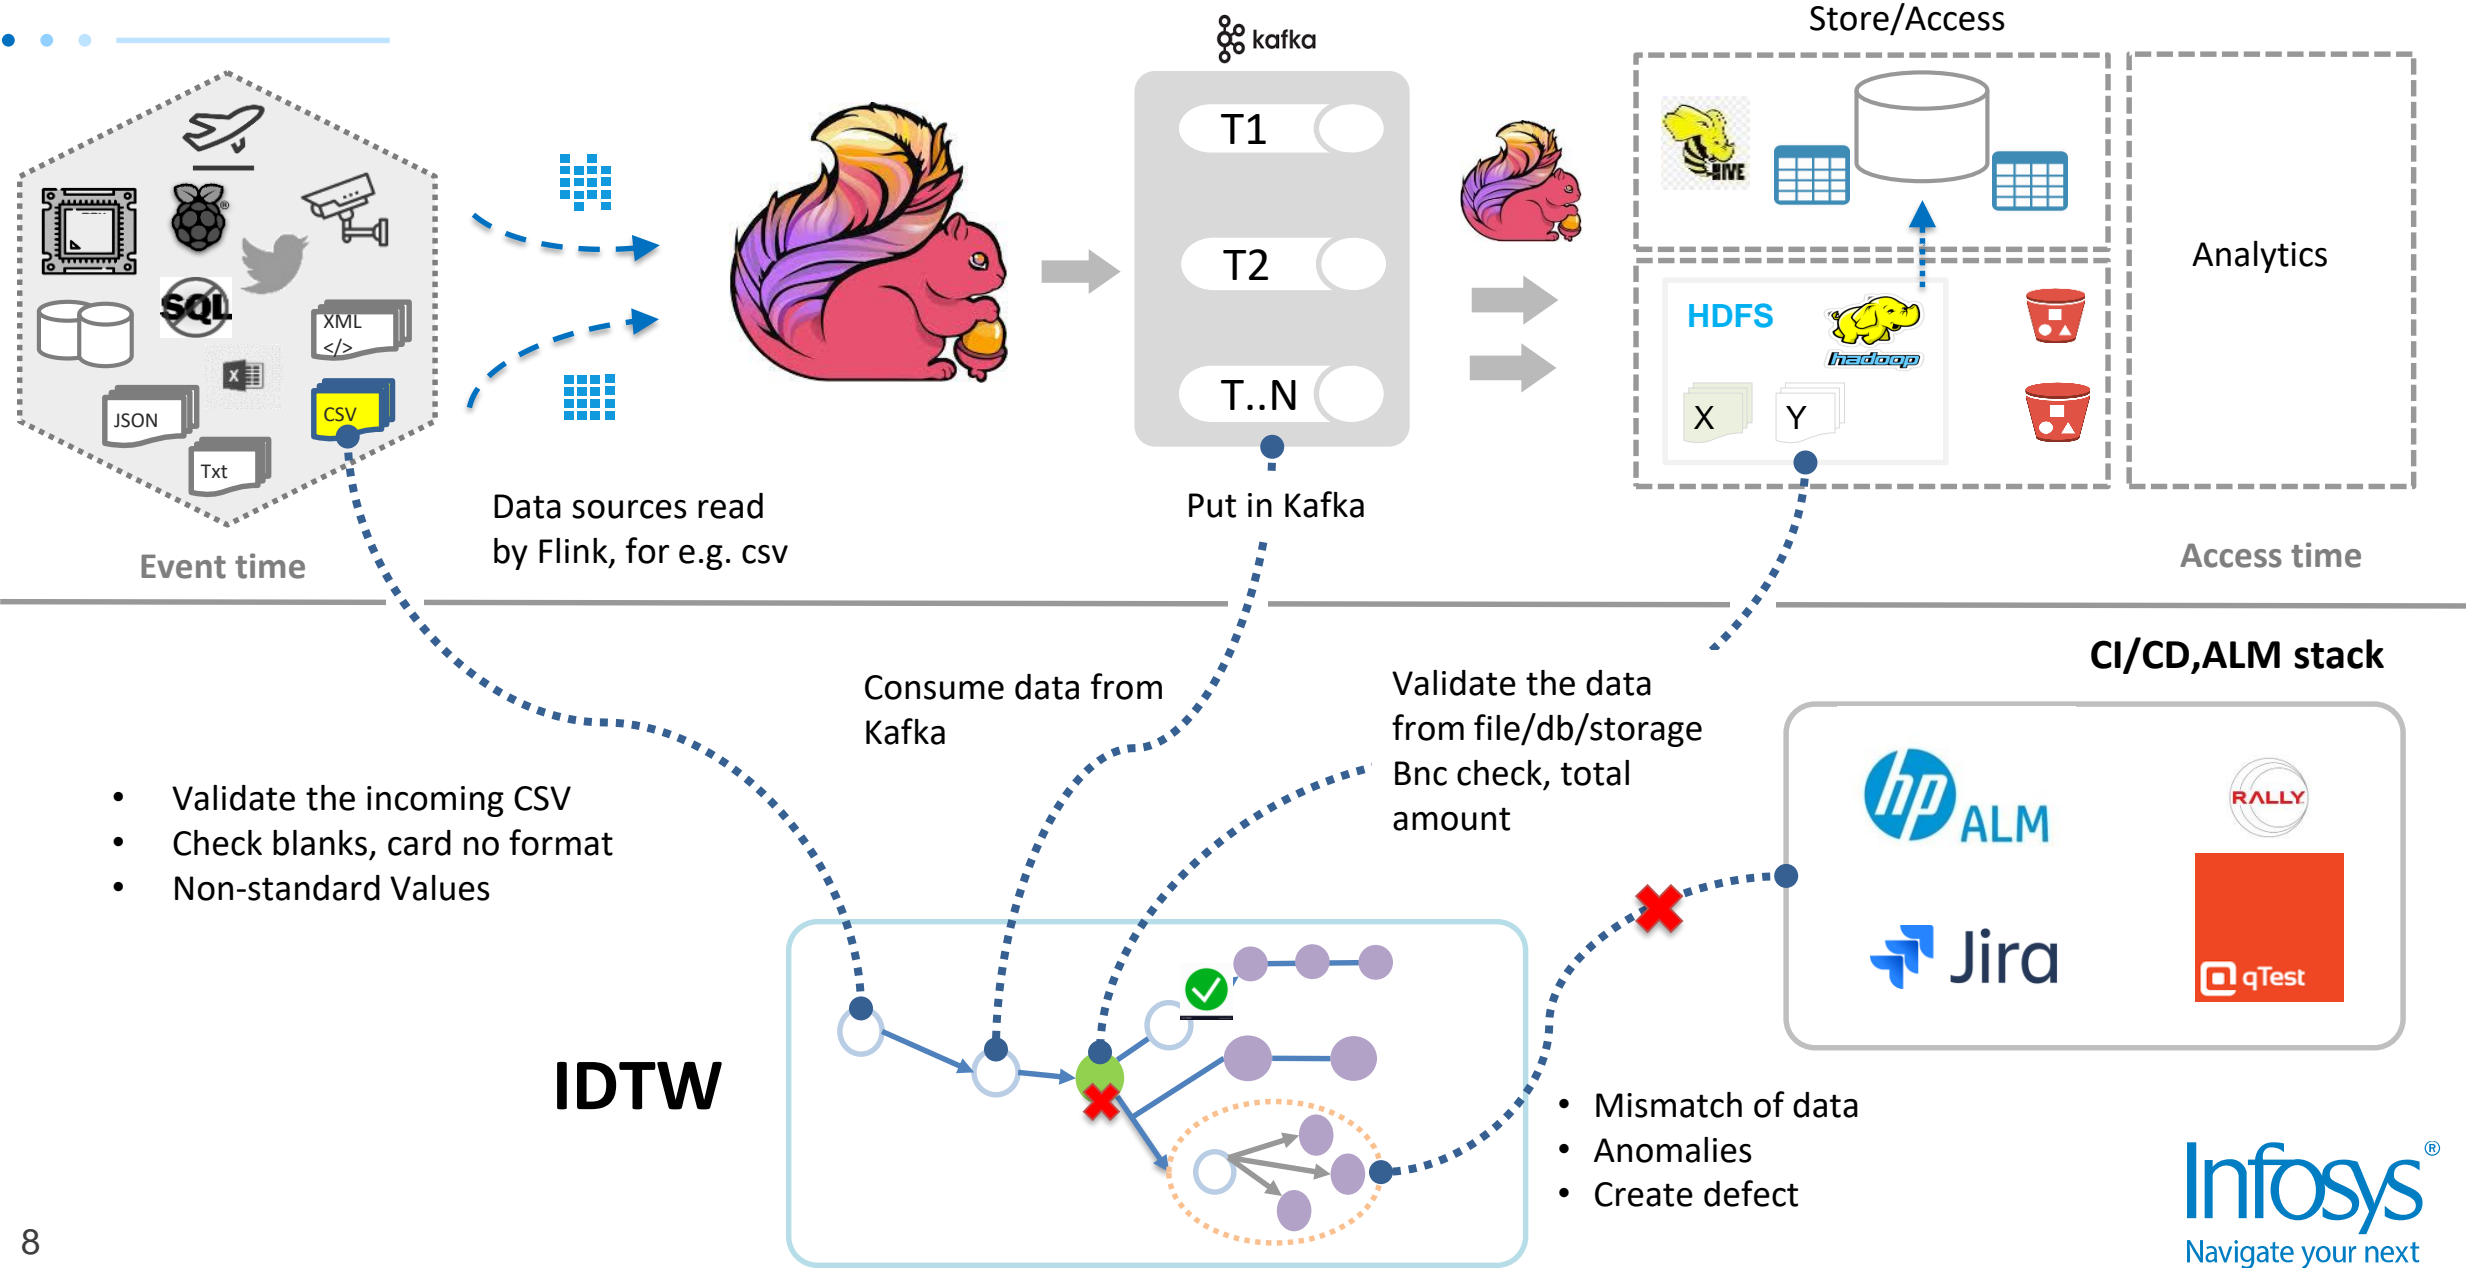 kafka
Store/Access
T1
T2
T..N
HIVE
Analytics
HDFS
hadoop
X
Y
SQL
XML
</>
X
JSON
CSV
Txt
Data sources read
by Flink, for e.g. csv
Put in Kafka
Event time
Access time
CI/CD,ALM stack
Consume data from
Kafka
Validate the data
from file/db/storage
Bnc check, total
amount
• Validate the incoming CSV
• Check blanks, card no format
• Non-standard Values
hp
ALM
RALLY
Jira
qTest
IDTW
• Mismatch of data
• Anomalies
• Create defect
Infosys®
Navigate your next
8